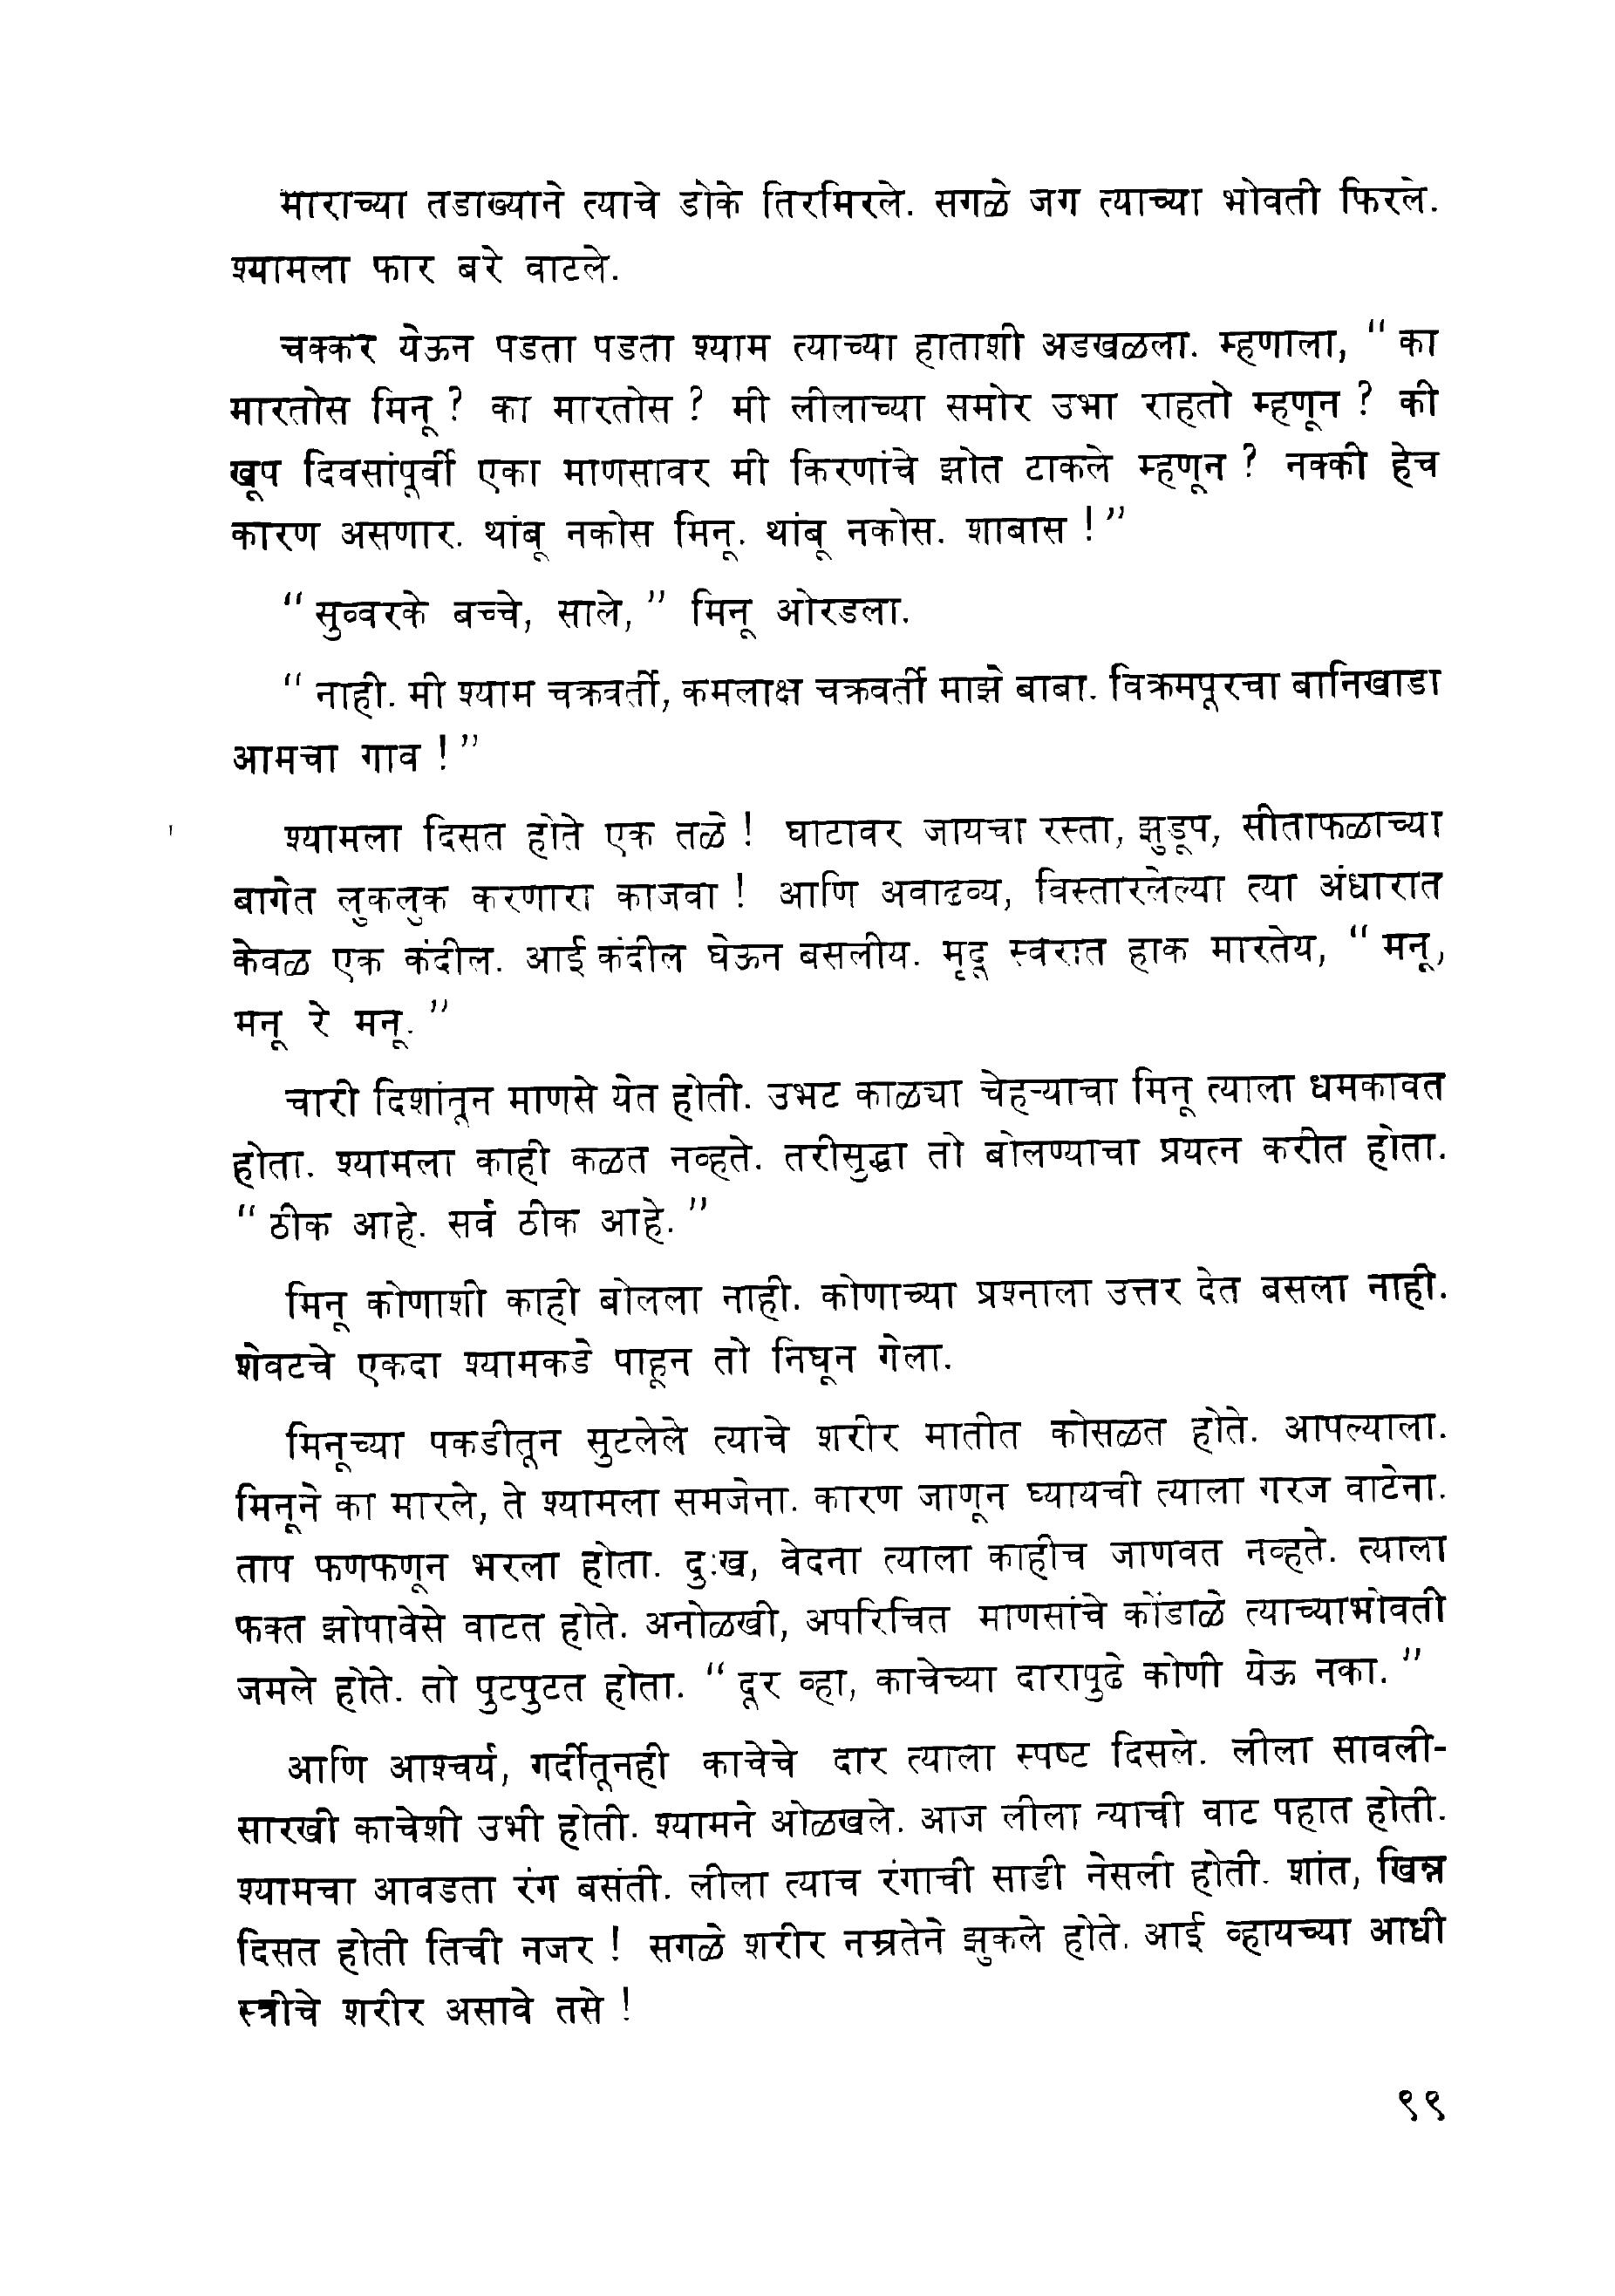 माराच्या तडाख्याने त्याचे डोके तिरमिरले. सगळे जग त्याच्या भोवती फिरले.
श्यामला फार बरे वाटले.
चक्कर येऊन पडता पडता श्याम त्याच्या हाताशी अडखळला. म्हणाला, “ का
मारतोस मिनू ? का मारतोस ? मी लीलाच्या समोर उभा राहतो म्हणून ? की
खूप दिवसांपूर्वी एका माणसावर मी किरणांचे झोत टाकले म्हणून ? नक्की हेच
कारण असणार. थांबू नकोस मिनू. थांबू नकोस. शाबास ! ”
“ सुव्वरके बच्चे, साले, ” मिनू ओरडला.
“ नाही. मी श्याम चक्रवर्ती, कमलाक्ष चक्रवर्ती माझे बाबा. विक्रमपूरचा बानिखाडा
आमचा गाव ! ”
श्यामला दिसत होते एक तळे ! घाटावर जायचा रस्ता, झुडूप, सीताफळाच्या
बागेत लुकलुक करणारा काजवा ! आणि अवाढव्य, विस्तारलेल्या त्या अंधारात
केवळ एक कंदील. आई कंदील घेऊन बसलीय. मृदू स्वरात हाक मारतेय, “ मनू,
मनू रे मनू. ”
चारी दिशांतून माणसे येत होती. उभट काळ्या चेहऱ्याचा मिनू त्याला धमकावत
होता. श्यामला काही कळत नव्हते. तरीसुद्धा तो बोलण्याचा प्रयत्न करीत होता.
“ ठीक आहे. सर्व ठीक आहे. ”
मिनू कोणाशी काही बोलला नाही. कोणाच्या प्रश्नाला उत्तर देत बसला नाही.
शेवटचे एकदा श्यामकडे पाहून तो निघून गेला.
मिनूच्या पकडीतून सुटलेले त्याचे शरीर मातीत कोसळत होते. आपल्याला.
मिनूने का मारले, ते श्यामला समजेना. कारण जाणून घ्यायची त्याला गरज वाटेना.
ताप फणफणून भरला होता. दुःख, वेदना त्याला काहीच जाणवत नव्हते. त्याला
फक्त झोपावेसे वाटत होते. अनोळखी, अपरिचित माणसांचे कोंडाळे त्याच्याभोवती
जमले होते. तो पुटपुटत होता. “ दूर व्हा, काचेच्या दारापुढे कोणी येऊ नका. ”
आणि आश्चर्य, गर्दीतूनही काचेचे दार त्याला स्पष्ट दिसले. लीला सावली-
सारखी काचेशी उभी होती. श्यामने ओळखले. आज लीला त्याची वाट पहात होती.
श्यामचा आवडता रंग बसंती. लीला त्याच रंगाची साडी नेसली होती. शांत, खिन्न
दिसत होती तिची नजर ! सगळे शरीर नम्रतेने झुकले होते. आई व्हायच्या आधी
स्त्रीचे शरीर असावे तसे !
९९